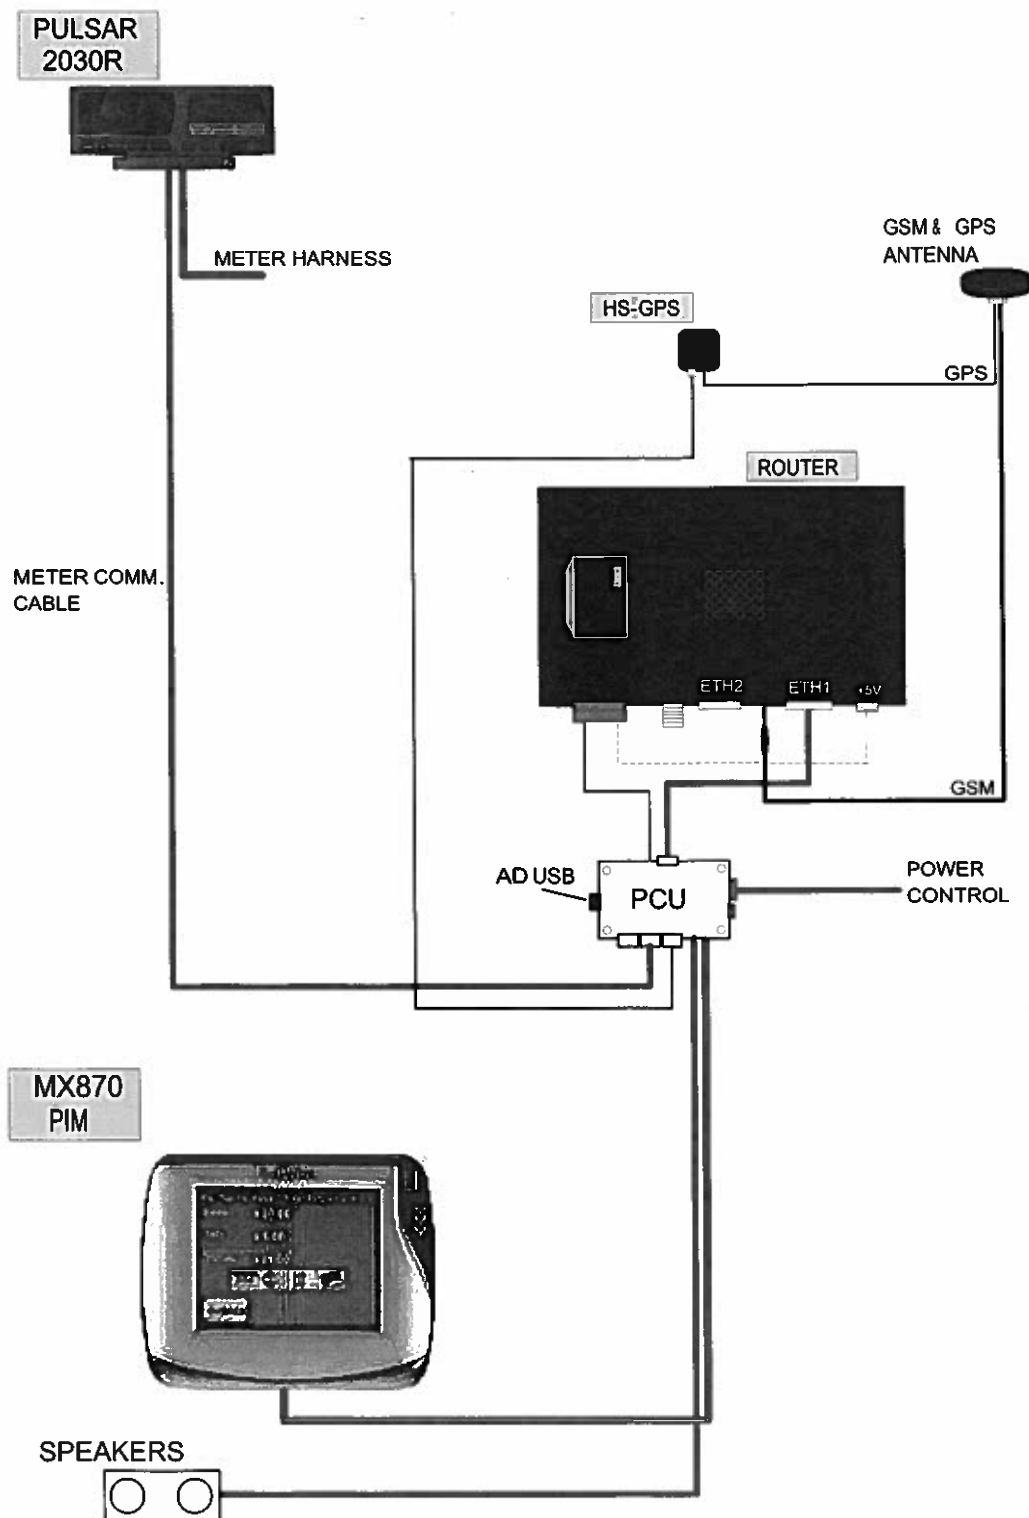 PULSAR
2030R
METER HARNESS
GSM & GPS
ANTENNA
HS-GPS
GPS
ROUTER
METER COMM.
CABLE
ETH2
ETH1
+5V
GSM
AD USB
PCU
POWER
CONTROL
MX870
PIM
SPEAKERS